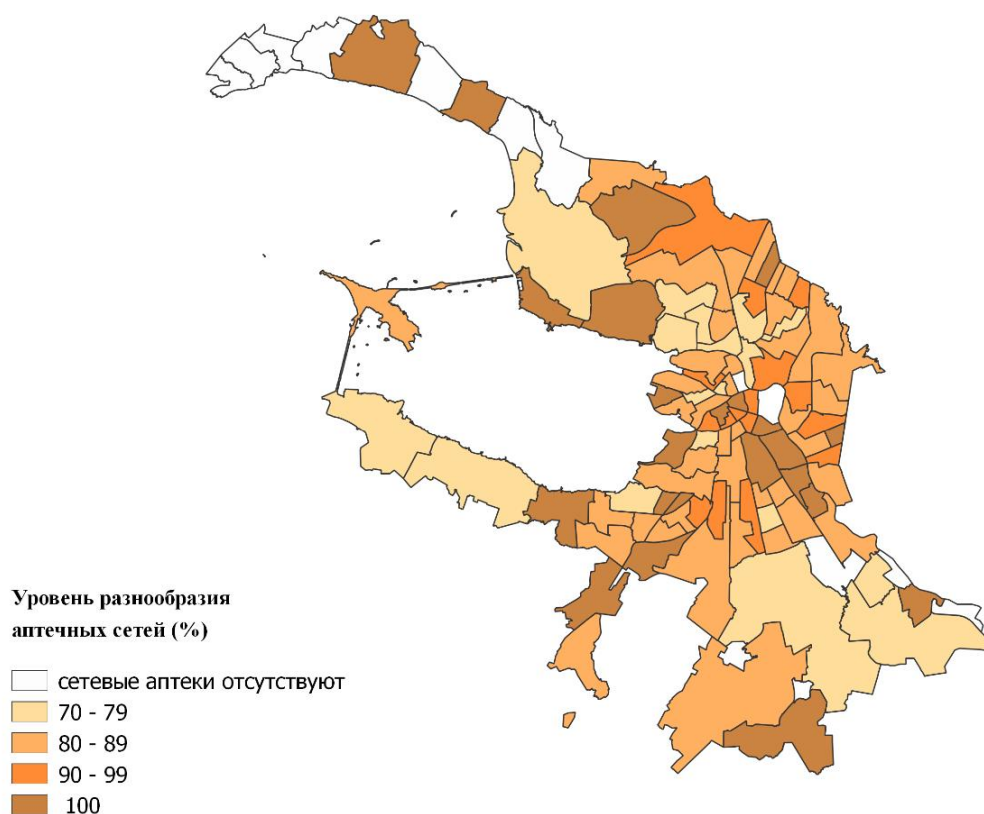 Уровень разнообразия
аптечных сетей (%)
сетевые аптеки отсутствуют
70 - 79
80 - 89
90 - 99
100